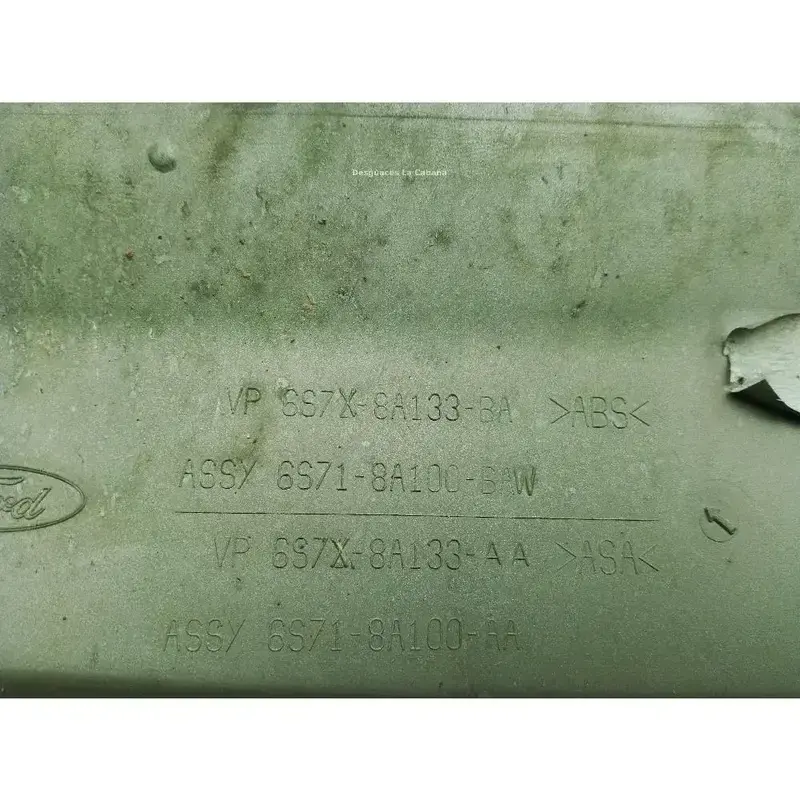 Desguaces La Cabaña
VP 6S7X-8A133-BA >ABS<
ASSY 6S71-8A100-BAW
Ford
VP 6S7X-8A133-AA >ASA<
ASSY 6S71-8A100-AA